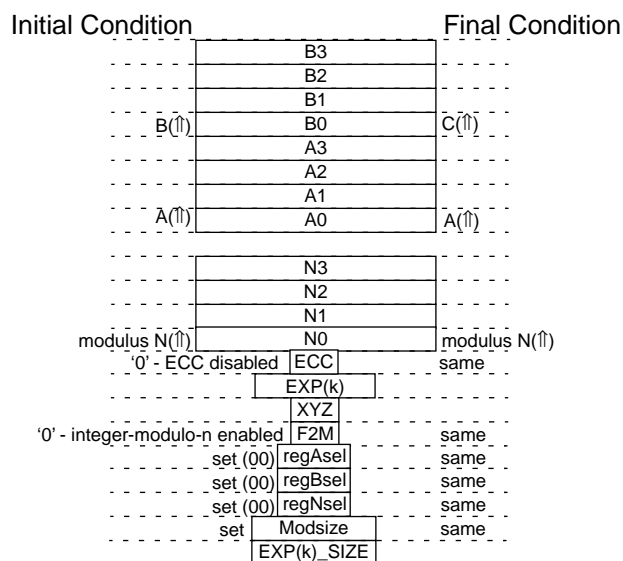 Initial Condition Final Condition
B3
B2
B1
B(⇑) B0 C(⇑)
A3
A2
A1
A(⇑) A0 A(⇑)
N3
N2
N1
modulus N(⇑) N0 modulus N(⇑)
‘0’ - ECC disabled ECC same
EXP(k)
XYZ
‘0’ - integer-modulo-n enabled F2M same
set (00) regAsel same
set (00) regBsel same
set (00) regNsel same
set Modsize same
EXP(k)_SIZE